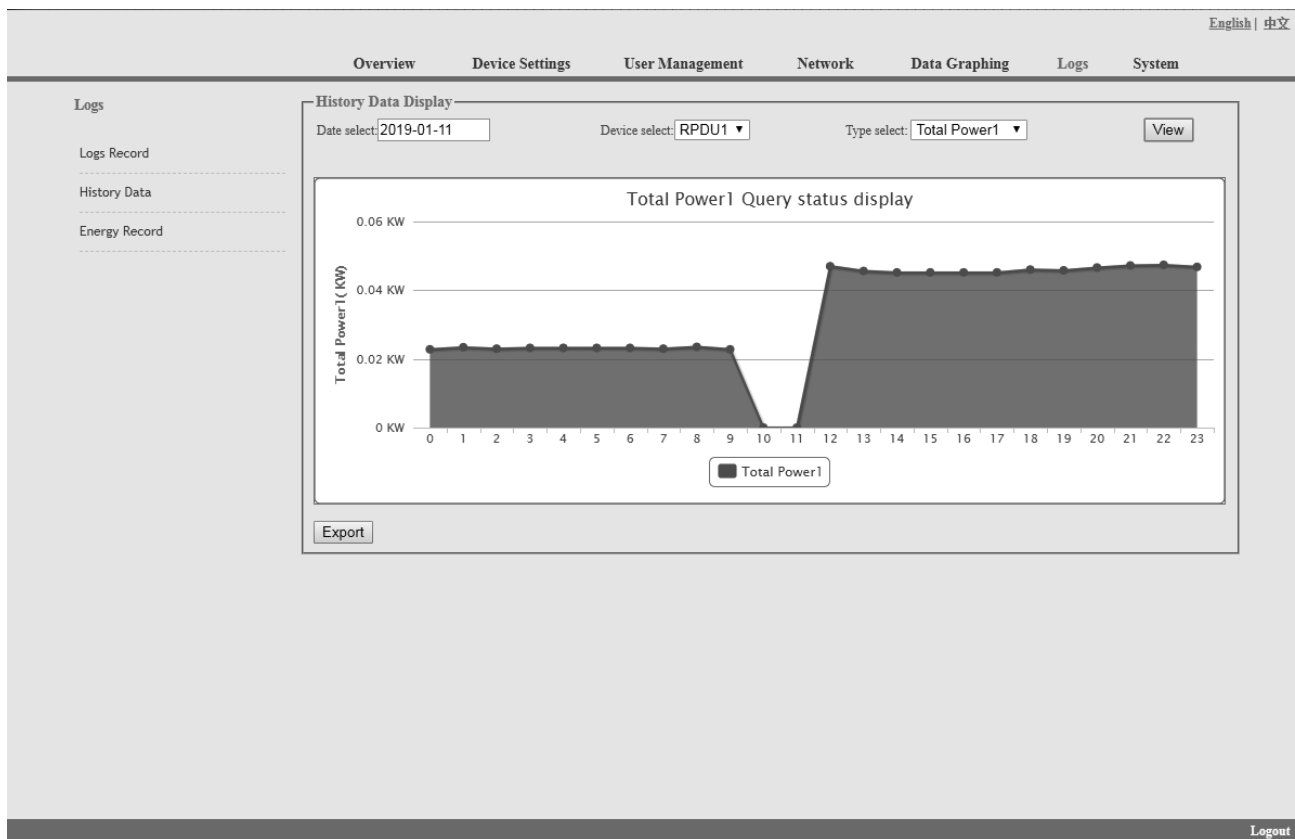 English | 中文
Overview Device Settings User Management Network Data Graphing Logs System
Logs
Logs Record
History Data
Energy Record
History Data Display
Date select: 2019-01-11 Device select: RPDU1 Type select: Total Power1 View
Total Power1 Query status display
Total Power1( KW)
0.06 KW
0.04 KW
0.02 KW
0 KW
0 1 2 3 4 5 6 7 8 9 10 11 12 13 14 15 16 17 18 19 20 21 22 23
Total Power1
Export
Logout